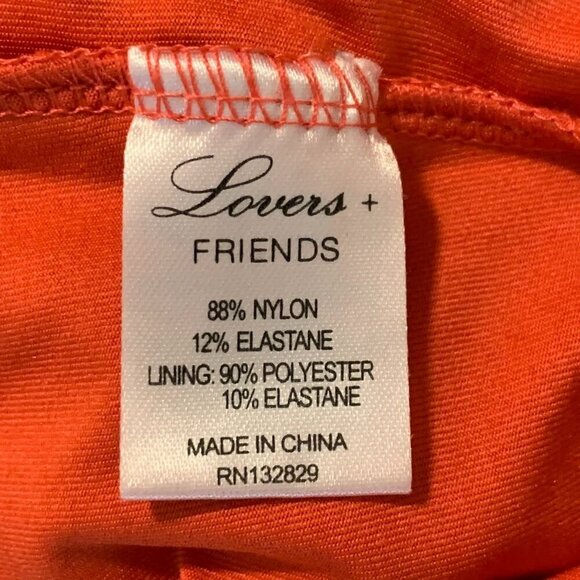 Lovers +
FRIENDS
88% NYLON
12% ELASTANE
LINING: 90% POLYESTER
10% ELASTANE
MADE IN CHINA
RN132829